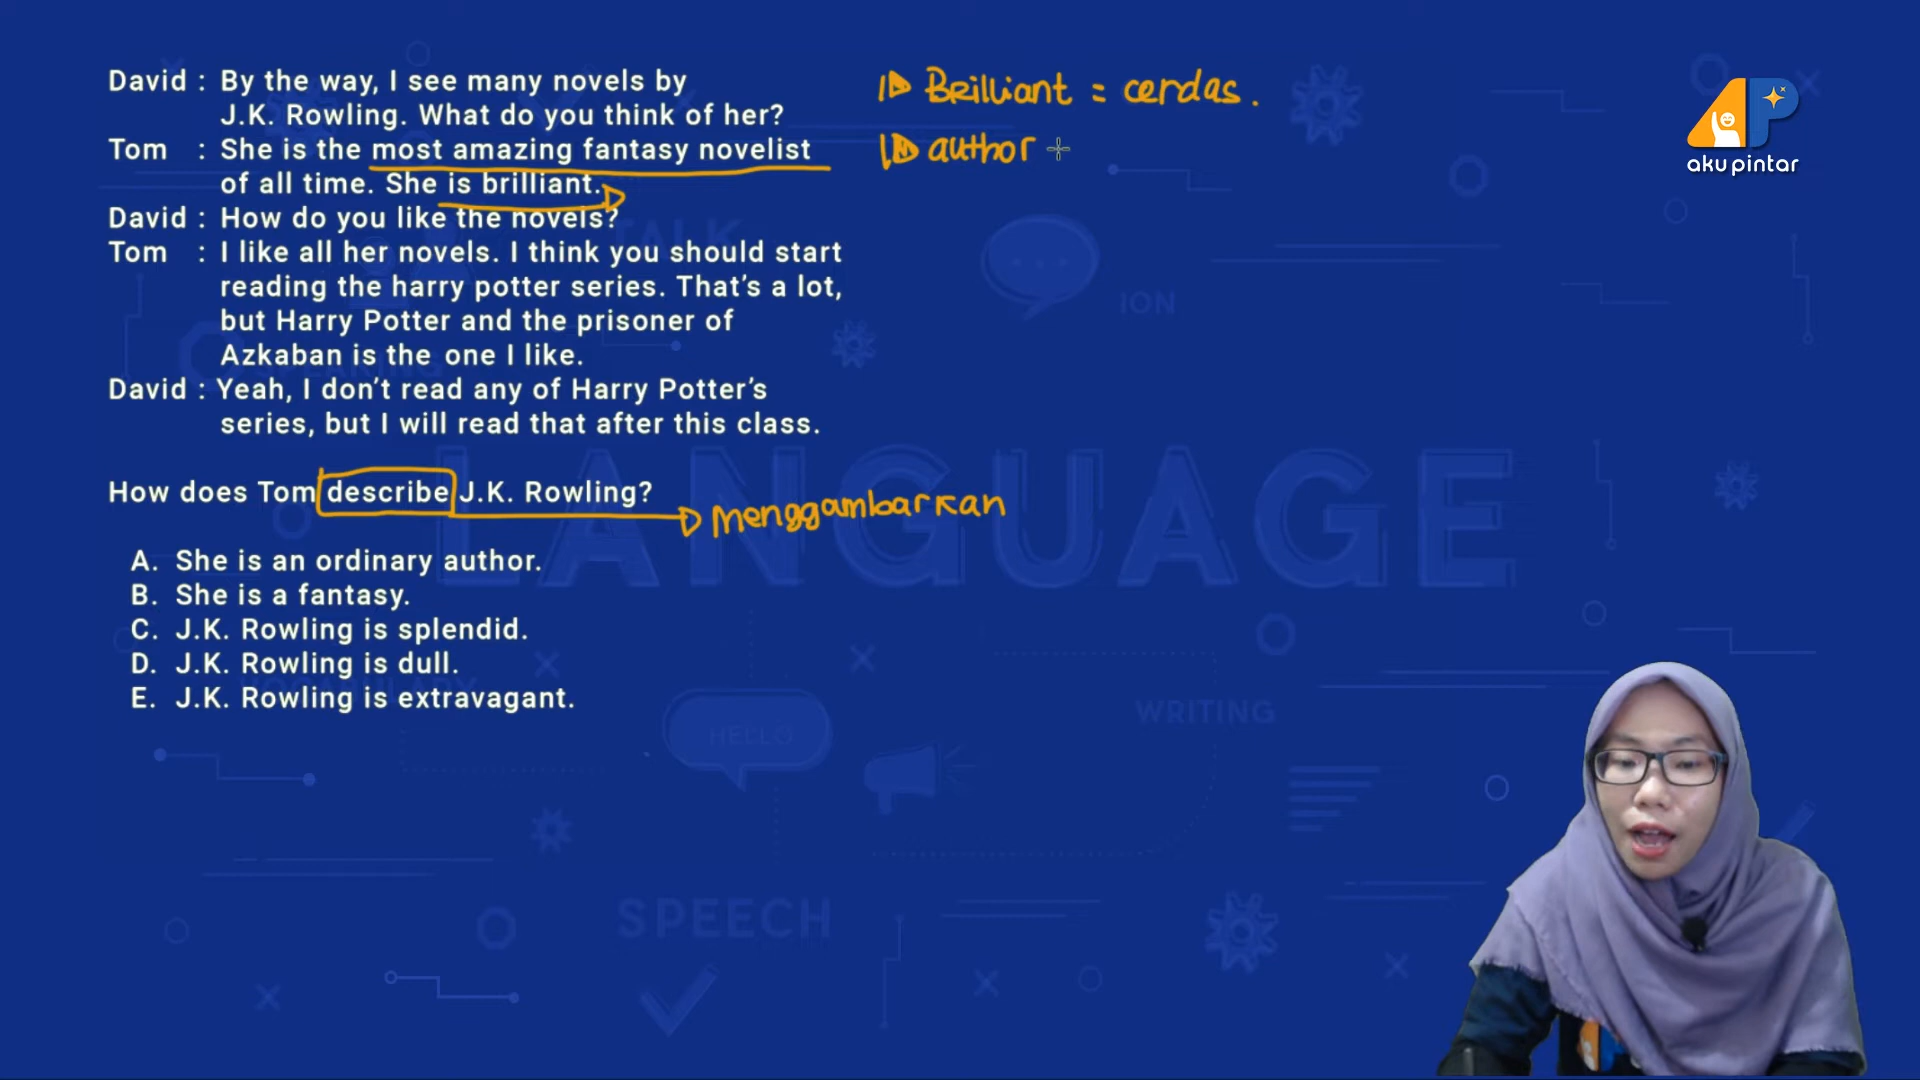 David : By the way, I see many novels by
J.K. Rowling. What do you think of her?
Tom : She is the most amazing fantasy novelist
of all time. She is brilliant.
David : How do you like the novels?
Tom : I like all her novels. I think you should start
reading the harry potter series. That's a lot,
but Harry Potter and the prisoner of
Azkaban is the one I like.
David : Yeah, I don't read any of Harry Potter's
series, but I will read that after this class.
How does Tom describe J.K. Rowling?
Menggambarkan
A. She is an ordinary author.
B. She is a fantasy.
C. J.K. Rowling is splendid.
D. J.K. Rowling is dull.
E. J.K. Rowling is extravagant.
Brilliant = cerdas.
author
aku pintar
TALK
ION
SPEAKING
LANGUAGE
VOCABULARY
HELLO
WRITING
SPEECH